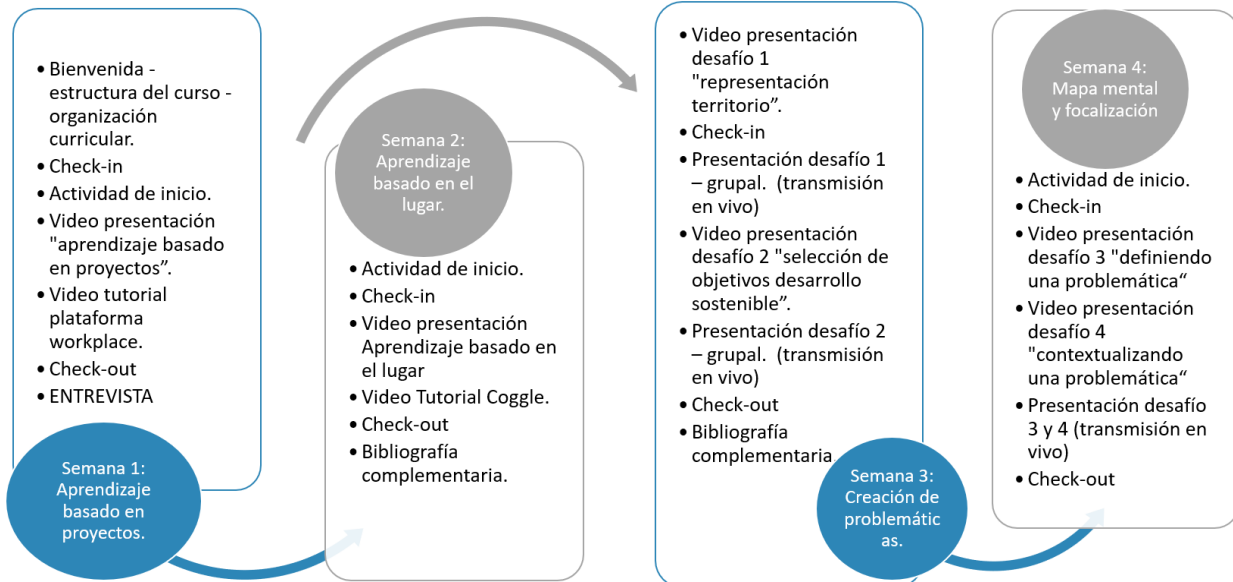 • Bienvenida -
estructura del curso -
organización
curricular.
• Check-in
• Actividad de inicio.
• Video presentación
"aprendizaje basado
en proyectos”.
• Video tutorial
plataforma
workplace.
• Check-out
• ENTREVISTA
Semana 1:
Aprendizaje
basado en
proyectos.
Semana 2:
Aprendizaje
basado en el
lugar.
• Actividad de inicio.
• Check-in
• Video presentación
Aprendizaje basado en
el lugar
• Video Tutorial Coggle.
• Check-out
• Bibliografía
complementaria.
• Video presentación
desafío 1
"representación
territorio”.
• Check-in
• Presentación desafío 1
– grupal. (transmisión
en vivo)
• Video presentación
desafío 2 "selección de
objetivos desarrollo
sostenible”.
• Presentación desafío 2
– grupal. (transmisión
en vivo)
• Check-out
• Bibliografía
complementaria
Semana 3:
Creación de
problemátic
as.
Semana 4:
Mapa mental
y focalización
• Actividad de inicio.
• Check-in
• Video presentación
desafío 3 "definiendo
una problemática“
• Video presentación
desafío 4
"contextualizando
una problemática“
• Presentación desafío
3 y 4 (transmisión en
vivo)
• Check-out